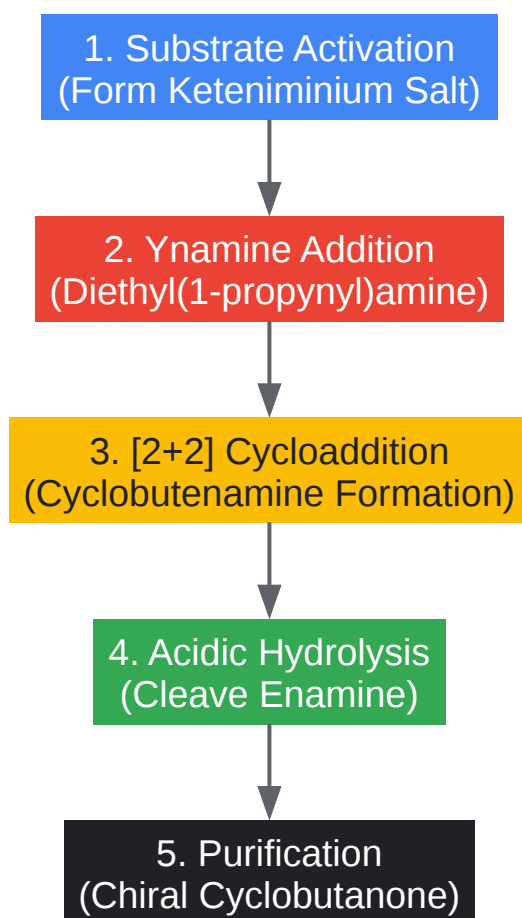 1. Substrate Activation
(Form Keteniminium Salt)
2. Ynamine Addition
(Diethyl(1-propynyl)amine)
3. [2+2] Cycloaddition
(Cyclobutenamine Formation)
4. Acidic Hydrolysis
(Cleave Enamine)
5. Purification
(Chiral Cyclobutanone)